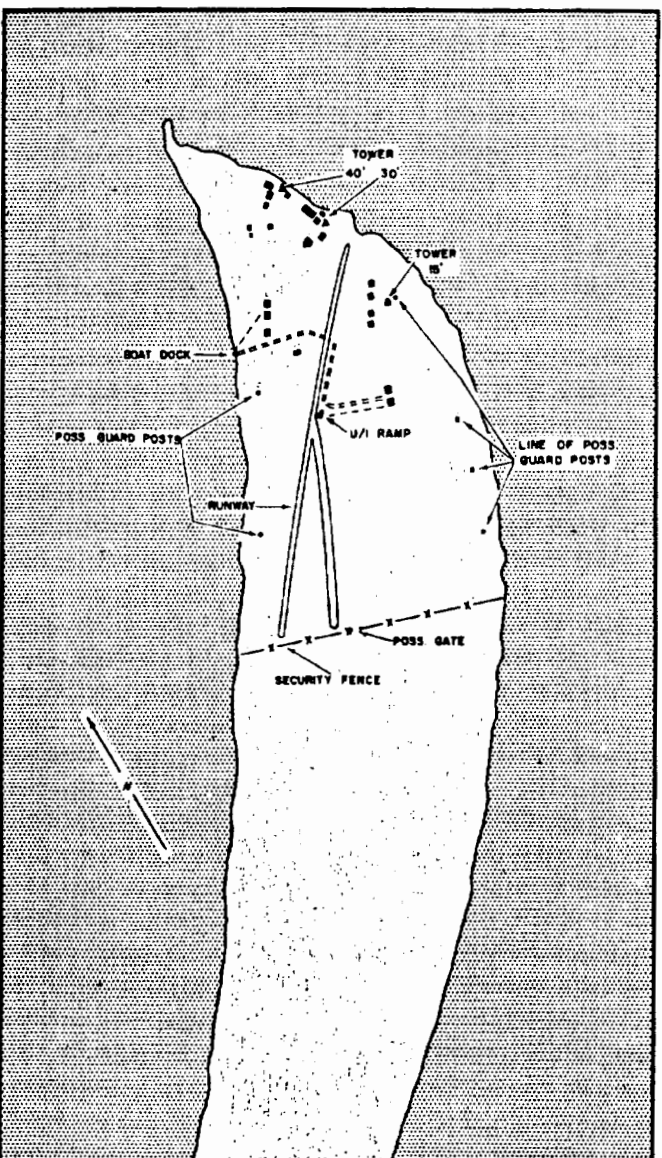 TOWER
40' 30'
TOWER
15'
BOAT DOCK
POSS GUARD POSTS
U/I RAMP
LINE OF POSS
GUARD POSTS
RUNWAY
POSS GATE
SECURITY FENCE
X X X X X X
N